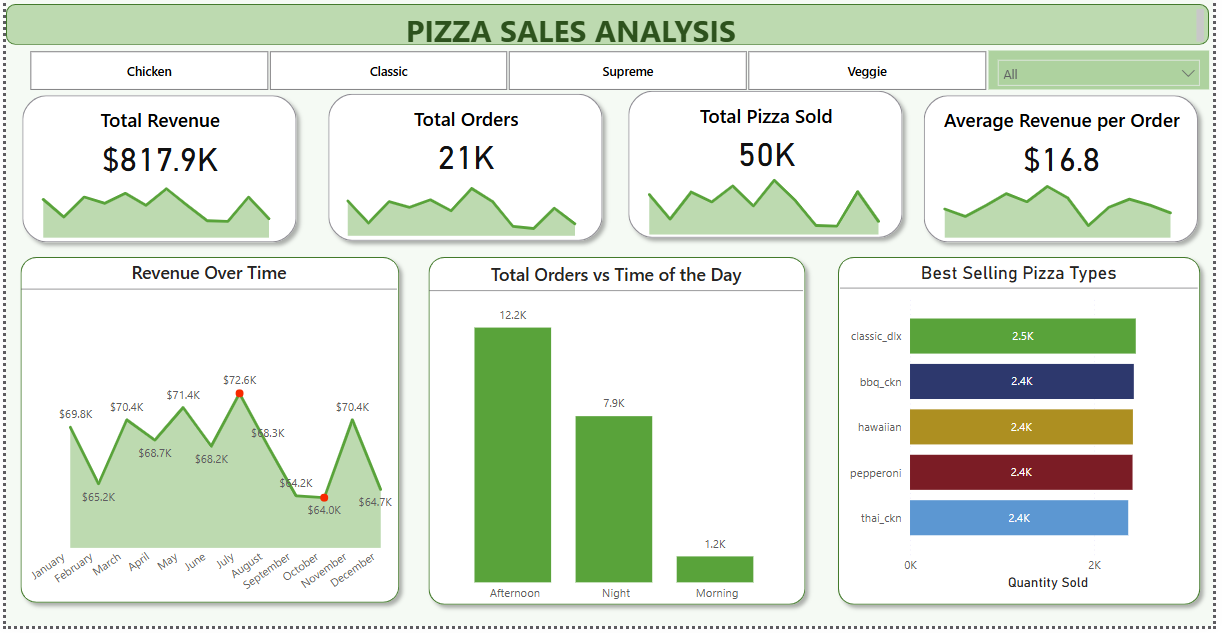 PIZZA SALES ANALYSIS
Chicken
Classic
Supreme
Veggie
All
Total Revenue
$817.9K
Total Orders
21K
Total Pizza Sold
50K
Average Revenue per Order
$16.8
Revenue Over Time
$69.8K
$65.2K
$70.4K
$68.7K
$71.4K
$68.2K
$72.6K
$68.3K
$64.2K
$64.0K
$70.4K
$64.7K
January
February
March
April
May
June
July
August
September
October
November
December
Total Orders vs Time of the Day
12.2K
7.9K
1.2K
Afternoon
Night
Morning
Best Selling Pizza Types
classic_dlx
2.5K
bbq_ckn
2.4K
hawaiian
2.4K
pepperoni
2.4K
thai_ckn
2.4K
0K
2K
Quantity Sold